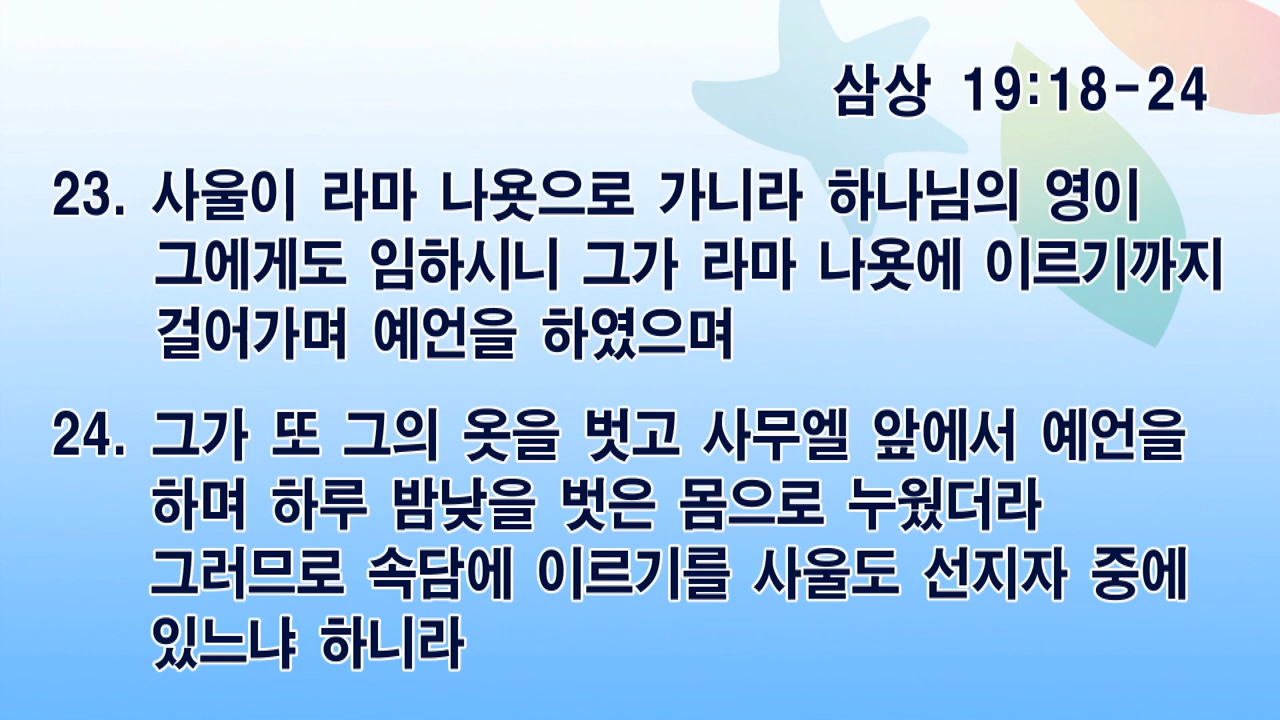 삼상 19:18-24
23. 사울이 라마 나욧으로 가니라 하나님의 영이
그에게도 임하시니 그가 라마 나욧에 이르기까지
걸어가며 예언을 하였으며
24. 그가 또 그의 옷을 벗고 사무엘 앞에서 예언을
하며 하루 밤낮을 벗은 몸으로 누웠더라
그러므로 속담에 이르기를 사울도 선지자 중에
있느냐 하니라